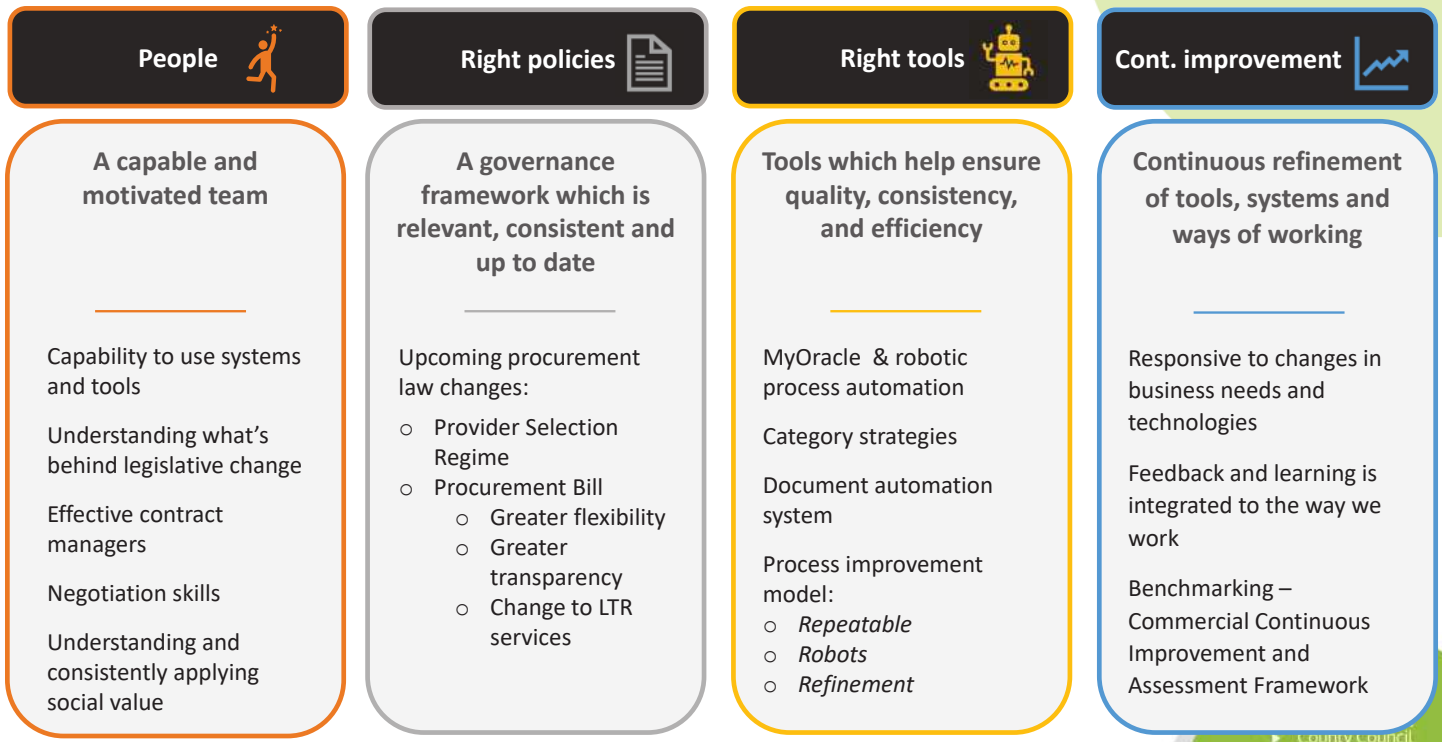 People
A capable and
motivated team
Capability to use systems
and tools
Understanding what's
behind legislative change
Effective contract
managers
Negotiation skills
Understanding and
consistently applying
social value
Right policies
A governance
framework which is
relevant, consistent and
up to date
Upcoming procurement
law changes:
o Provider Selection
Regime
o Procurement Bill
o Greater flexibility
o Greater
transparency
o Change to LTR
services
Right tools
Tools which help ensure
quality, consistency,
and efficiency
MyOracle & robotic
process automation
Category strategies
Document automation
system
Process improvement
model:
o Repeatable
o Robots
o Refinement
Cont. improvement
Continuous refinement
of tools, systems and
ways of working
Responsive to changes in
business needs and
technologies
Feedback and learning is
integrated to the way we
work
Benchmarking –
Commercial Continuous
Improvement and
Assessment Framework
County Council